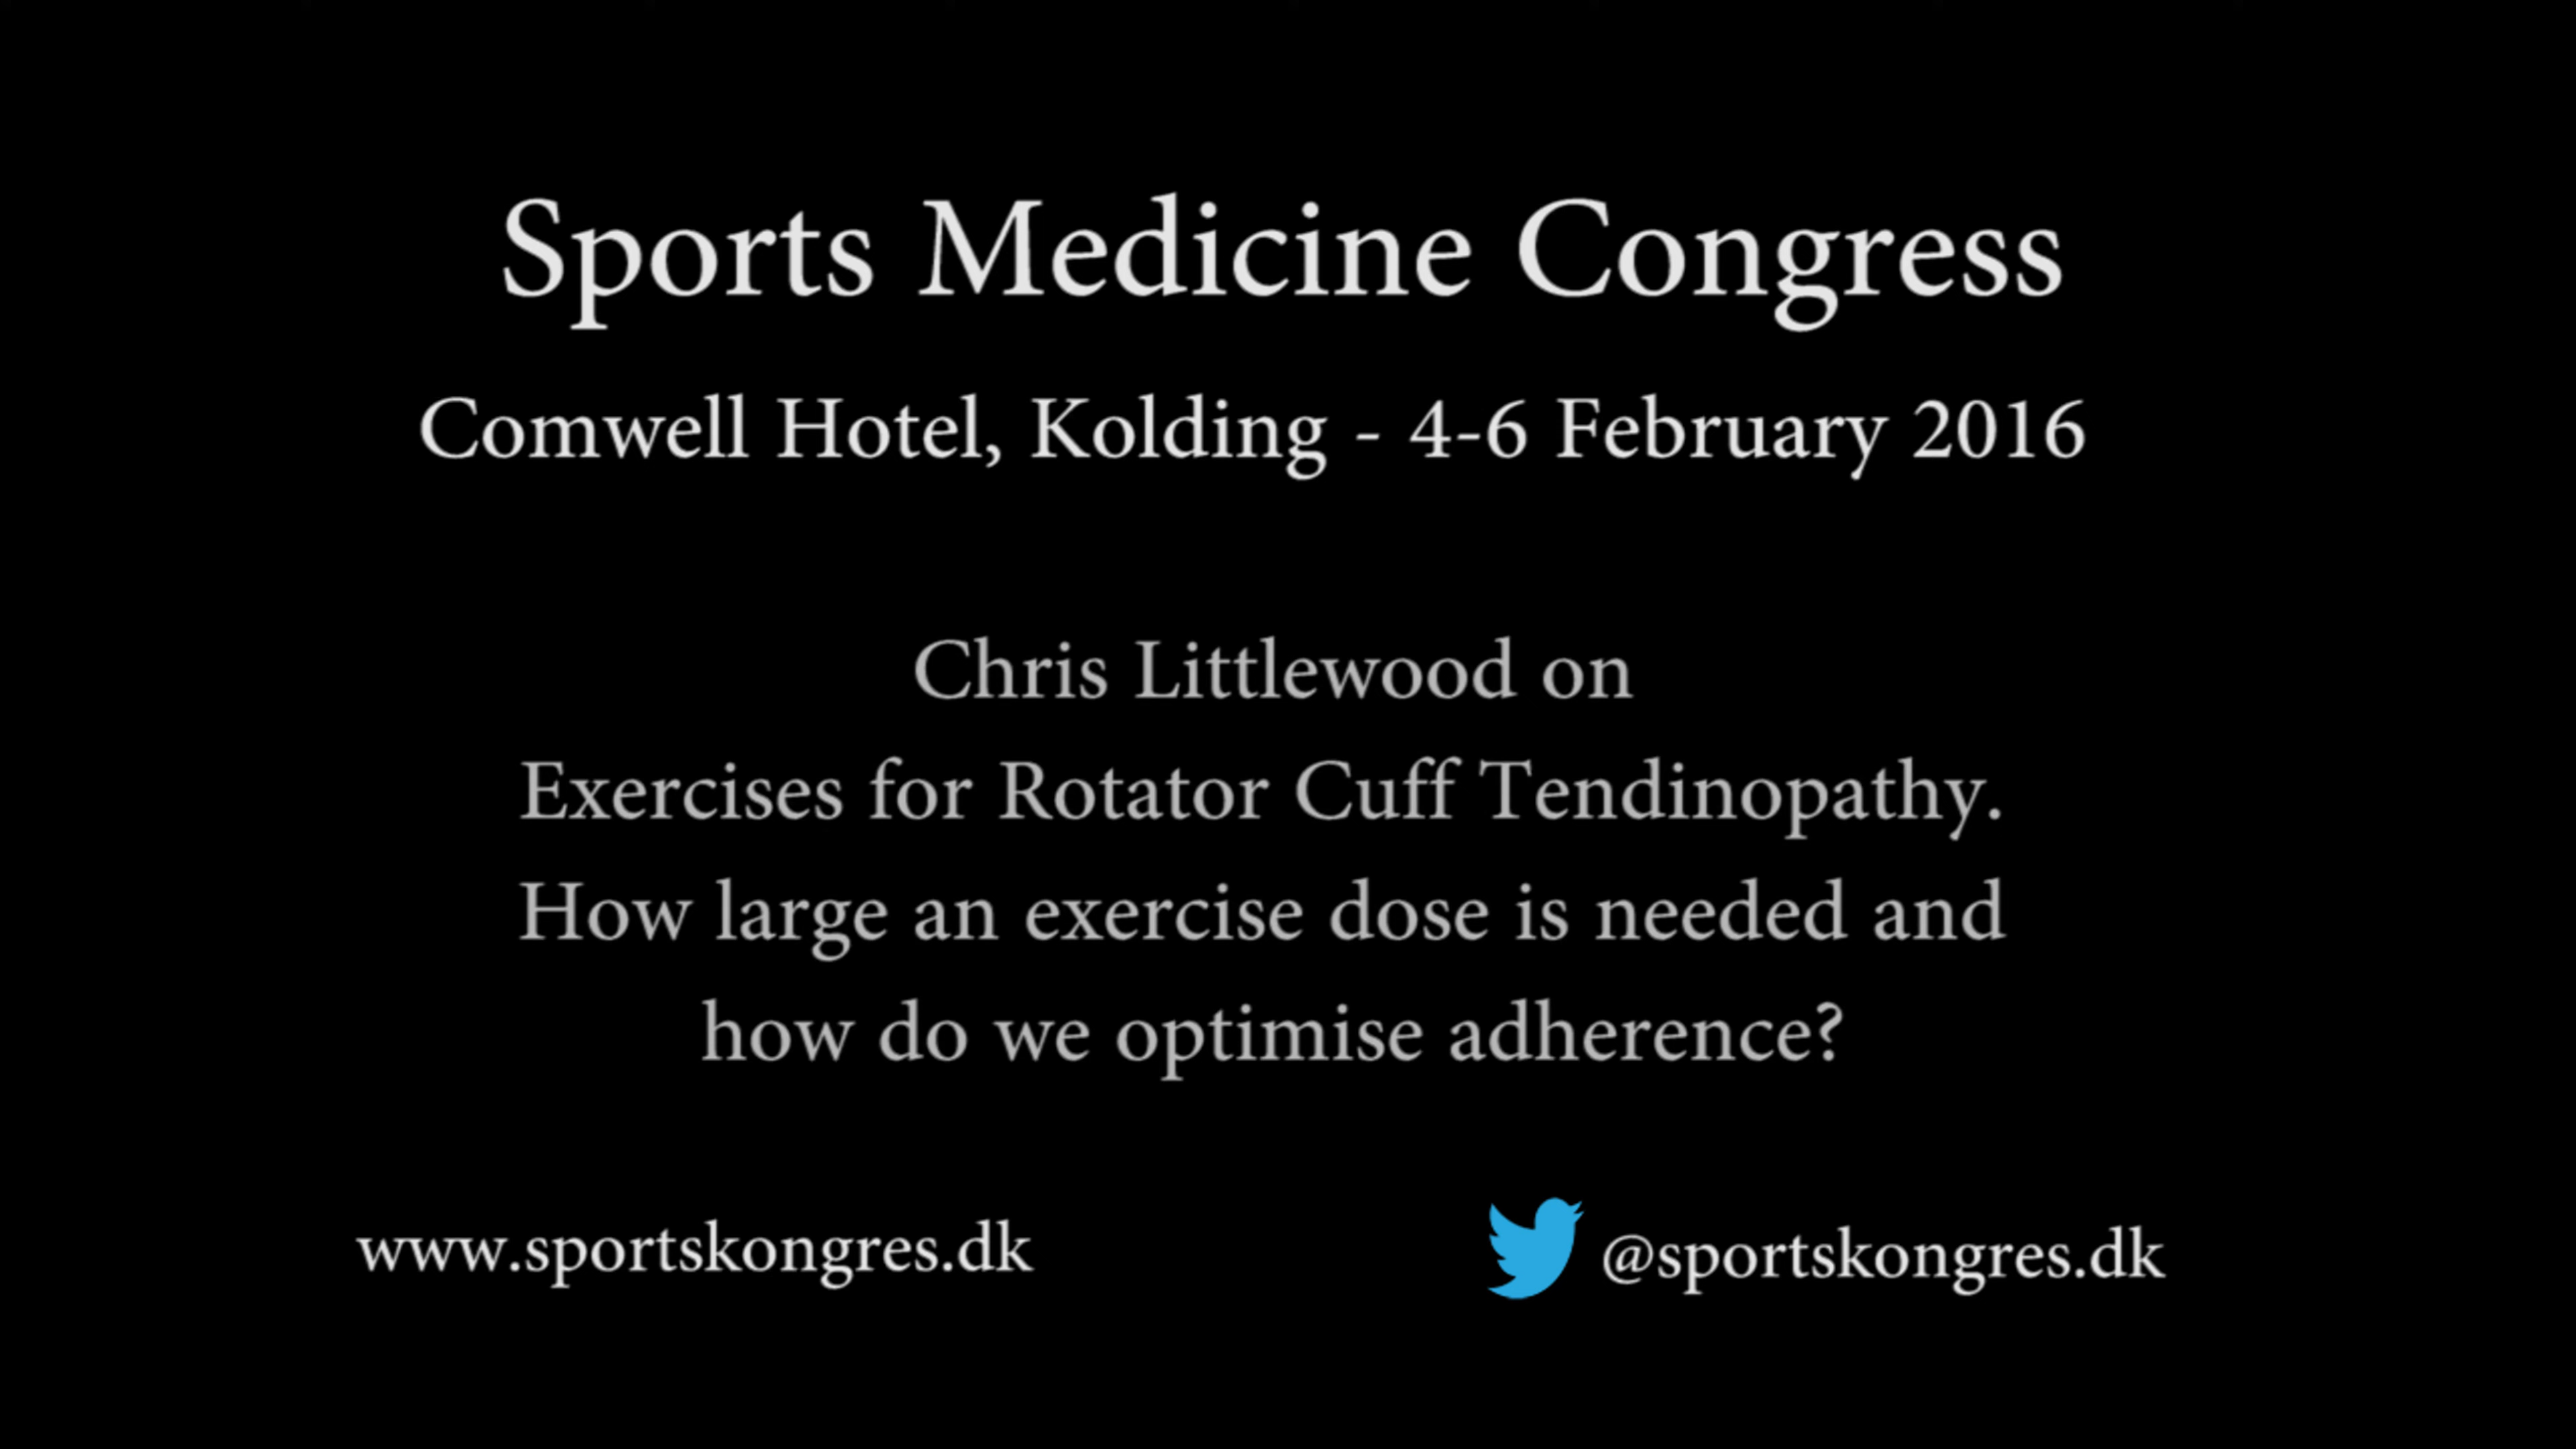 Sports Medicine Congress
Comwell Hotel, Kolding - 4-6 February 2016
Chris Littlewood on
Exercises for Rotator Cuff Tendinopathy.
How large an exercise dose is needed and
how do we optimise adherence?
www.sportskongres.dk
@sportskongres.dk